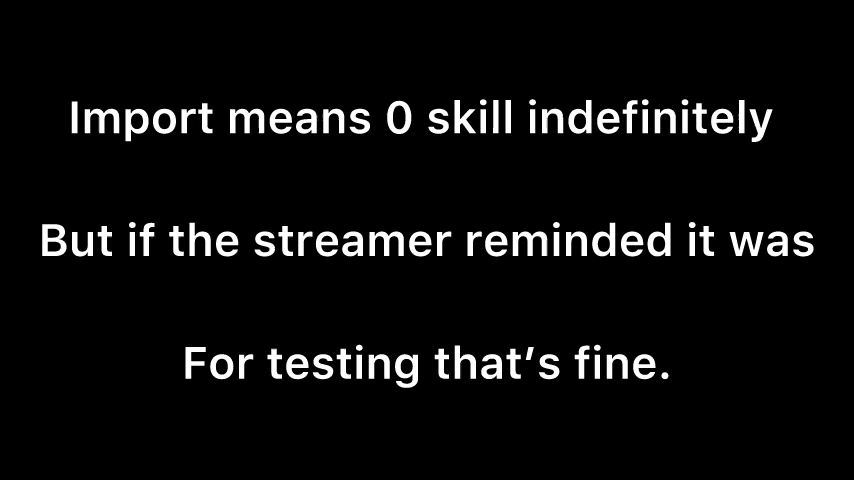 Import means 0 skill indefinitely
But if the streamer reminded it was
For testing that’s fine.